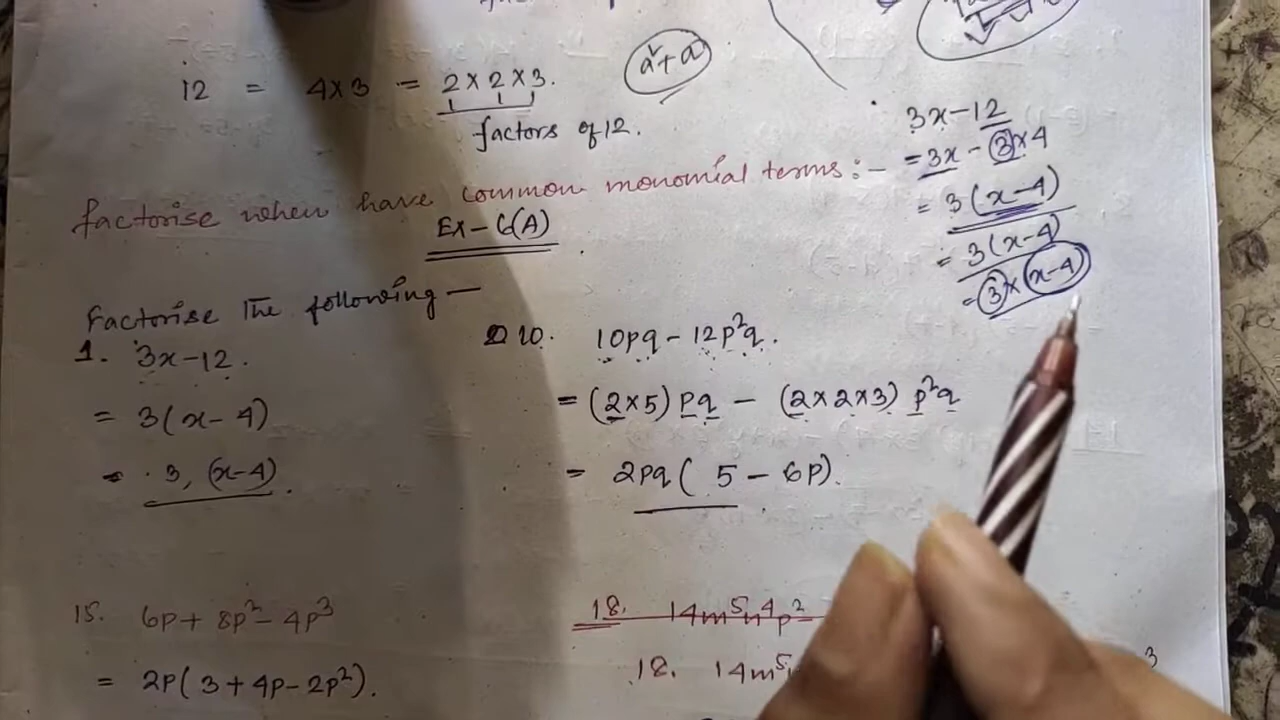 12 = 4×3 = 2×2×3.
factors of 12.
a²+a
3x-12
= 3x - 3×4
= 3(x-4)
= 3(x-4)
= 3×(x-4)
factorise when have common monomial terms:-
Ex-6(A)
Factorise the following —
1. 3x-12.
= 3(x-4)
= 3, (x-4).
Q 10. 10pq - 12p²q.
= (2×5)pq - (2×2×3) p²q
= 2pq( 5 - 6p).
15. 6p + 8p² - 4p³
= 2p( 3 + 4p - 2p²).
18. 14m⁵n⁴p²
18. 14m⁵
3